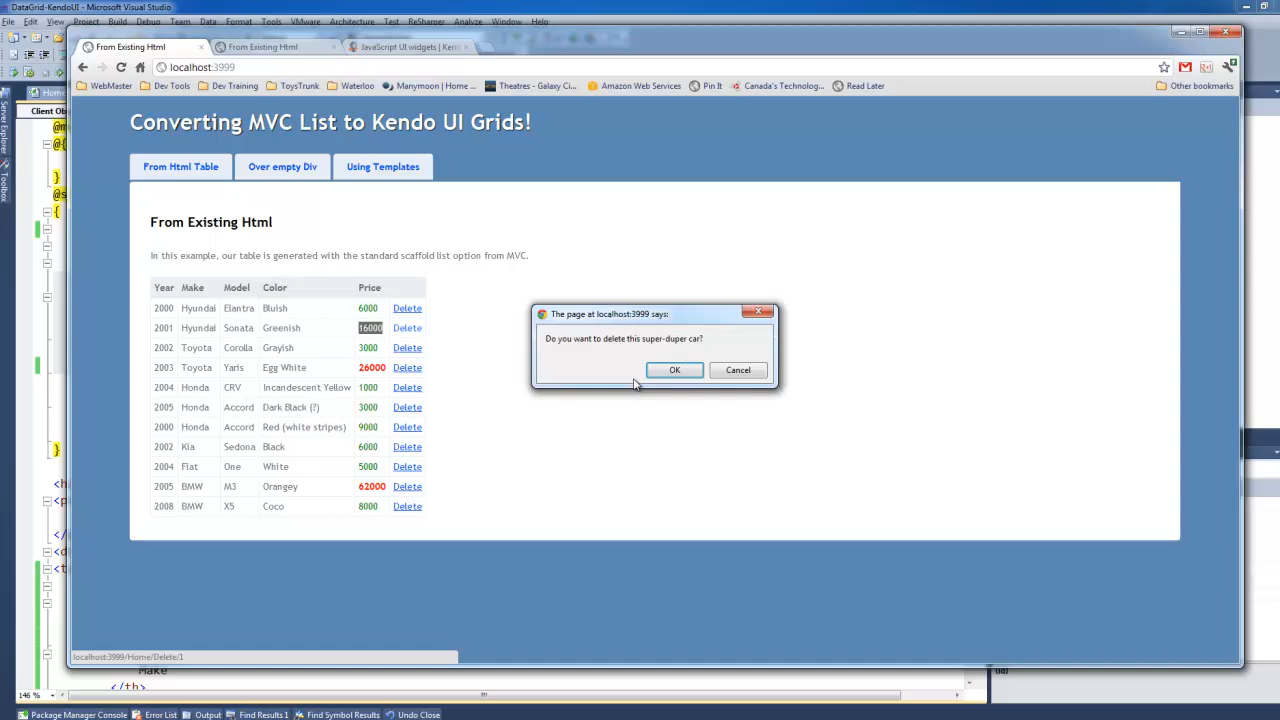 DataGrid-KendoUI - Microsoft Visual Studio
File Edit View Project Build Debug Team Data Format Tools VMware Architecture Test ReSharper Analyze Window Help
From Existing Html
From Existing Html
JavaScript UI widgets | Ken
localhost:3999
WebMaster
Dev Tools
Dev Training
ToysTrunk
Waterloo
Manymoon | Home ...
Theatres - Galaxy Ci...
Amazon Web Services
Pin It
Canada's Technolog...
Read Later
Other bookmarks
Server Explorer
Toolbox
Home
Client Ob
@m
@{
}
@s
{
}
<h
<p
</
<d
<t
Converting MVC List to Kendo UI Grids!
From Html Table
Over empty Div
Using Templates
From Existing Html
In this example, our table is generated with the standard scaffold list option from MVC.
Year Make Model Color Price
2000 Hyundai Elantra Bluish 6000 Delete
2001 Hyundai Sonata Greenish 16000 Delete
2002 Toyota Corolla Grayish 3000 Delete
2003 Toyota Yaris Egg White 26000 Delete
2004 Honda CRV Incandescent Yellow 1000 Delete
2005 Honda Accord Dark Black (?) 3000 Delete
2000 Honda Accord Red (white stripes) 9000 Delete
2002 Kia Sedona Black 6000 Delete
2004 Fiat One White 5000 Delete
2005 BMW M3 Orangey 62000 Delete
2008 BMW X5 Coco 8000 Delete
The page at localhost:3999 says:
Do you want to delete this super-duper car?
OK
Cancel
localhost:3999/Home/Delete/1
Make
</th>
(id)
146 %
Package Manager Console
Error List
Output
Find Results 1
Find Symbol Results
Undo Close